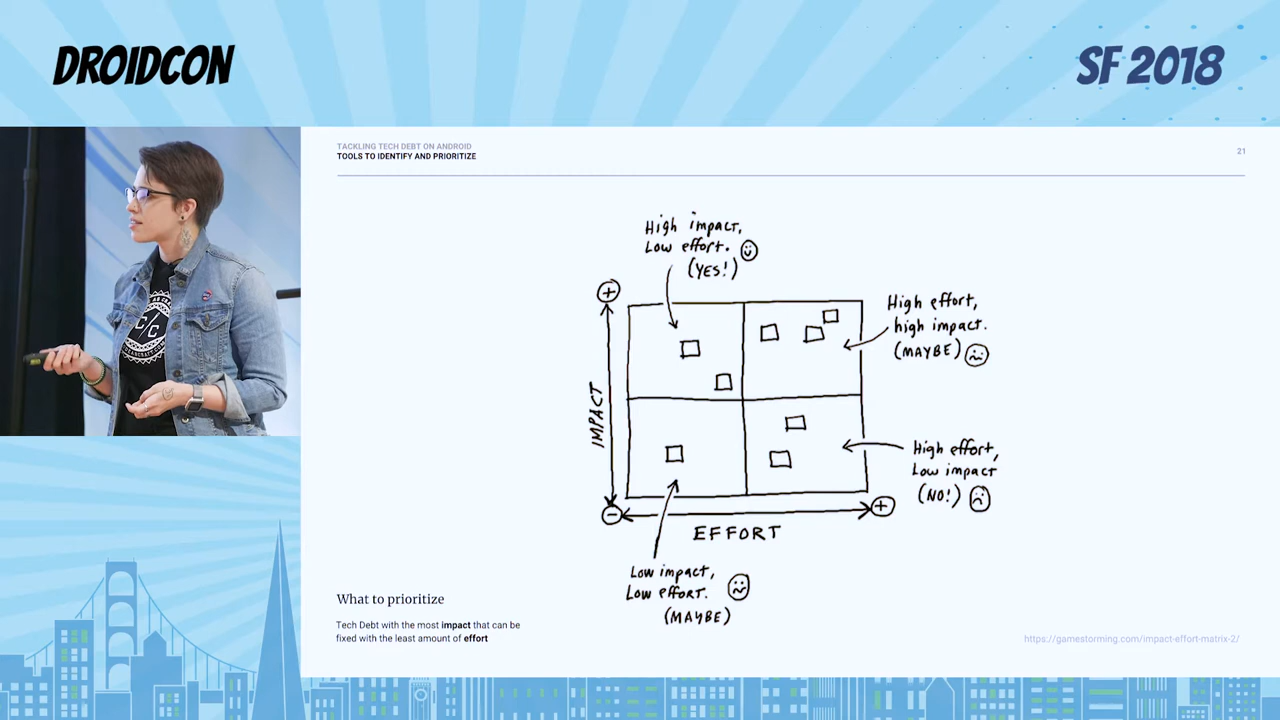 DROIDCON
SF 2018
TACKLING TECH DEBT ON ANDROID
TOOLS TO IDENTIFY AND PRIORITIZE
21
High impact,
Low effort.
(YES!)
High effort,
high impact.
(MAYBE)
IMPACT
High effort,
Low impact
(NO!)
EFFORT
Low impact,
Low effort.
(MAYBE)
What to prioritize
Tech Debt with the most impact that can be
fixed with the least amount of effort
https://gamestorming.com/impact-effort-matrix-2/
C/C